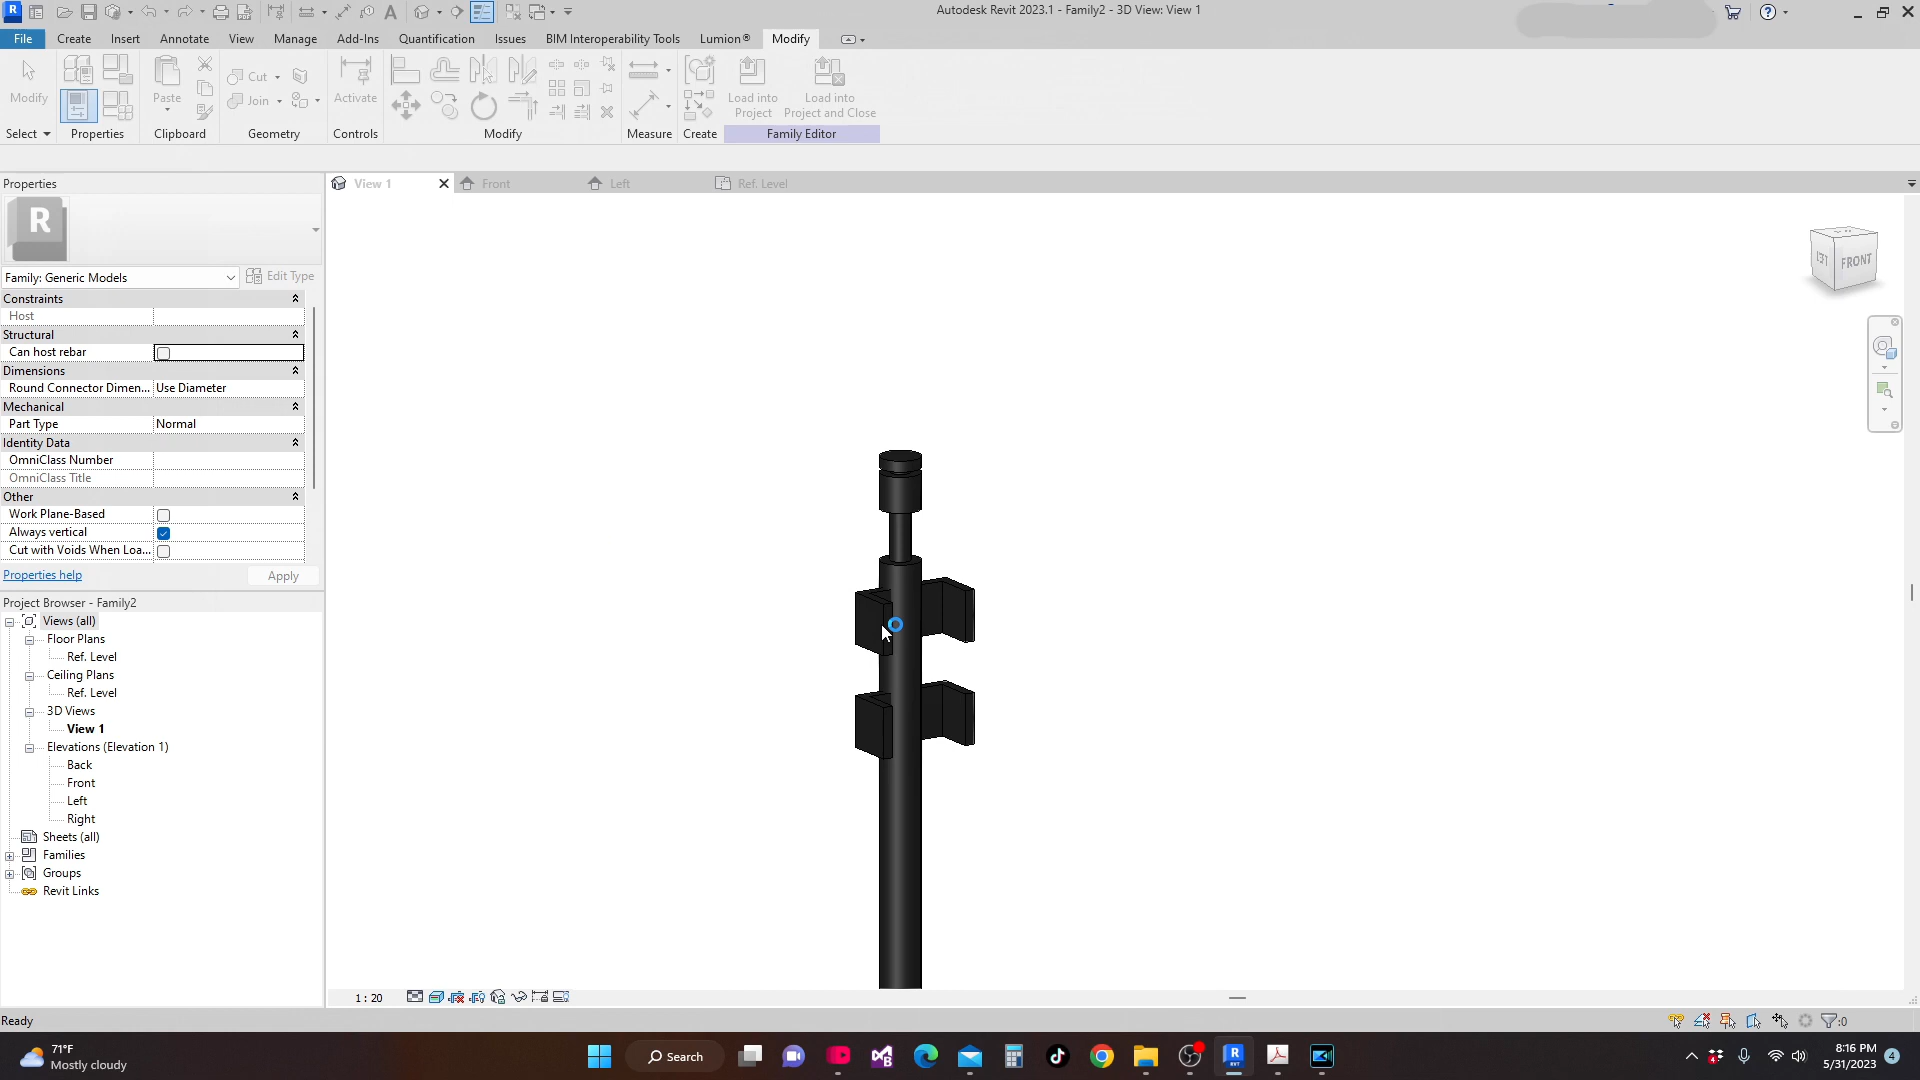 Autodesk Revit 2023.1 - Family2 - 3D View: View 1
File Create Insert Annotate View Manage Add-Ins Quantification Issues BIM Interoperability Tools Lumion® Modify
Modify
Paste
Cut
Join
Activate
Load into
Project
Load into
Project and Close
Select Properties Clipboard Geometry Controls Modify Measure Create Family Editor
Properties
View 1 Front Left Ref. Level
R
Family: Generic Models Edit Type
Constraints
Host
Structural
Can host rebar
Dimensions
Round Connector Dimen... Use Diameter
Mechanical
Part Type Normal
Identity Data
OmniClass Number
OmniClass Title
Other
Work Plane-Based
Always vertical
Cut with Voids When Loa...
Properties help Apply
FRONT
Project Browser - Family2
Views (all)
Floor Plans
Ref. Level
Ceiling Plans
Ref. Level
3D Views
View 1
Elevations (Elevation 1)
Back
Front
Left
Right
Sheets (all)
Families
Groups
Revit Links
1 : 20
Ready
:0
71°F
Mostly cloudy
Search
8:16 PM
5/31/2023
4